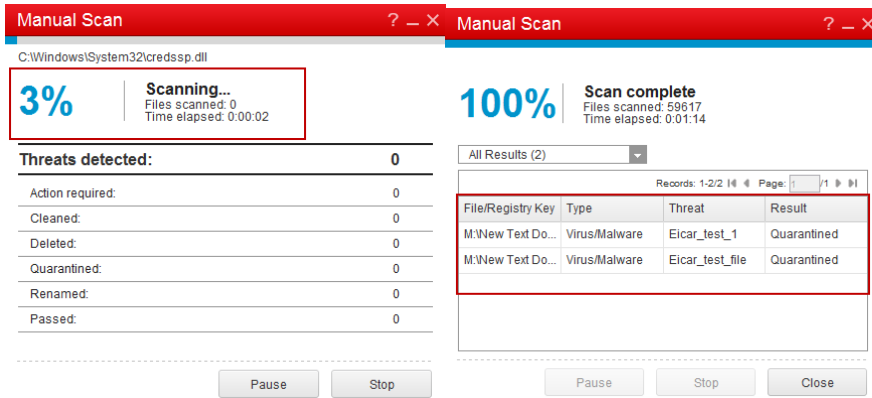 Manual Scan ? – ×
C:\Windows\System32\credssp.dll
3%
Scanning...
Files scanned: 0
Time elapsed: 0:00:02
Threats detected: 0
Action required: 0
Cleaned: 0
Deleted: 0
Quarantined: 0
Renamed: 0
Passed: 0
Pause Stop
Manual Scan ? – ×
100%
Scan complete
Files scanned: 59617
Time elapsed: 0:01:14
All Results (2)
Records: 1-2/2 Page: 1 /1
File/Registry Key Type Threat Result
M:\New Text Do... Virus/Malware Eicar_test_1 Quarantined
M:\New Text Do... Virus/Malware Eicar_test_file Quarantined
Pause Stop Close